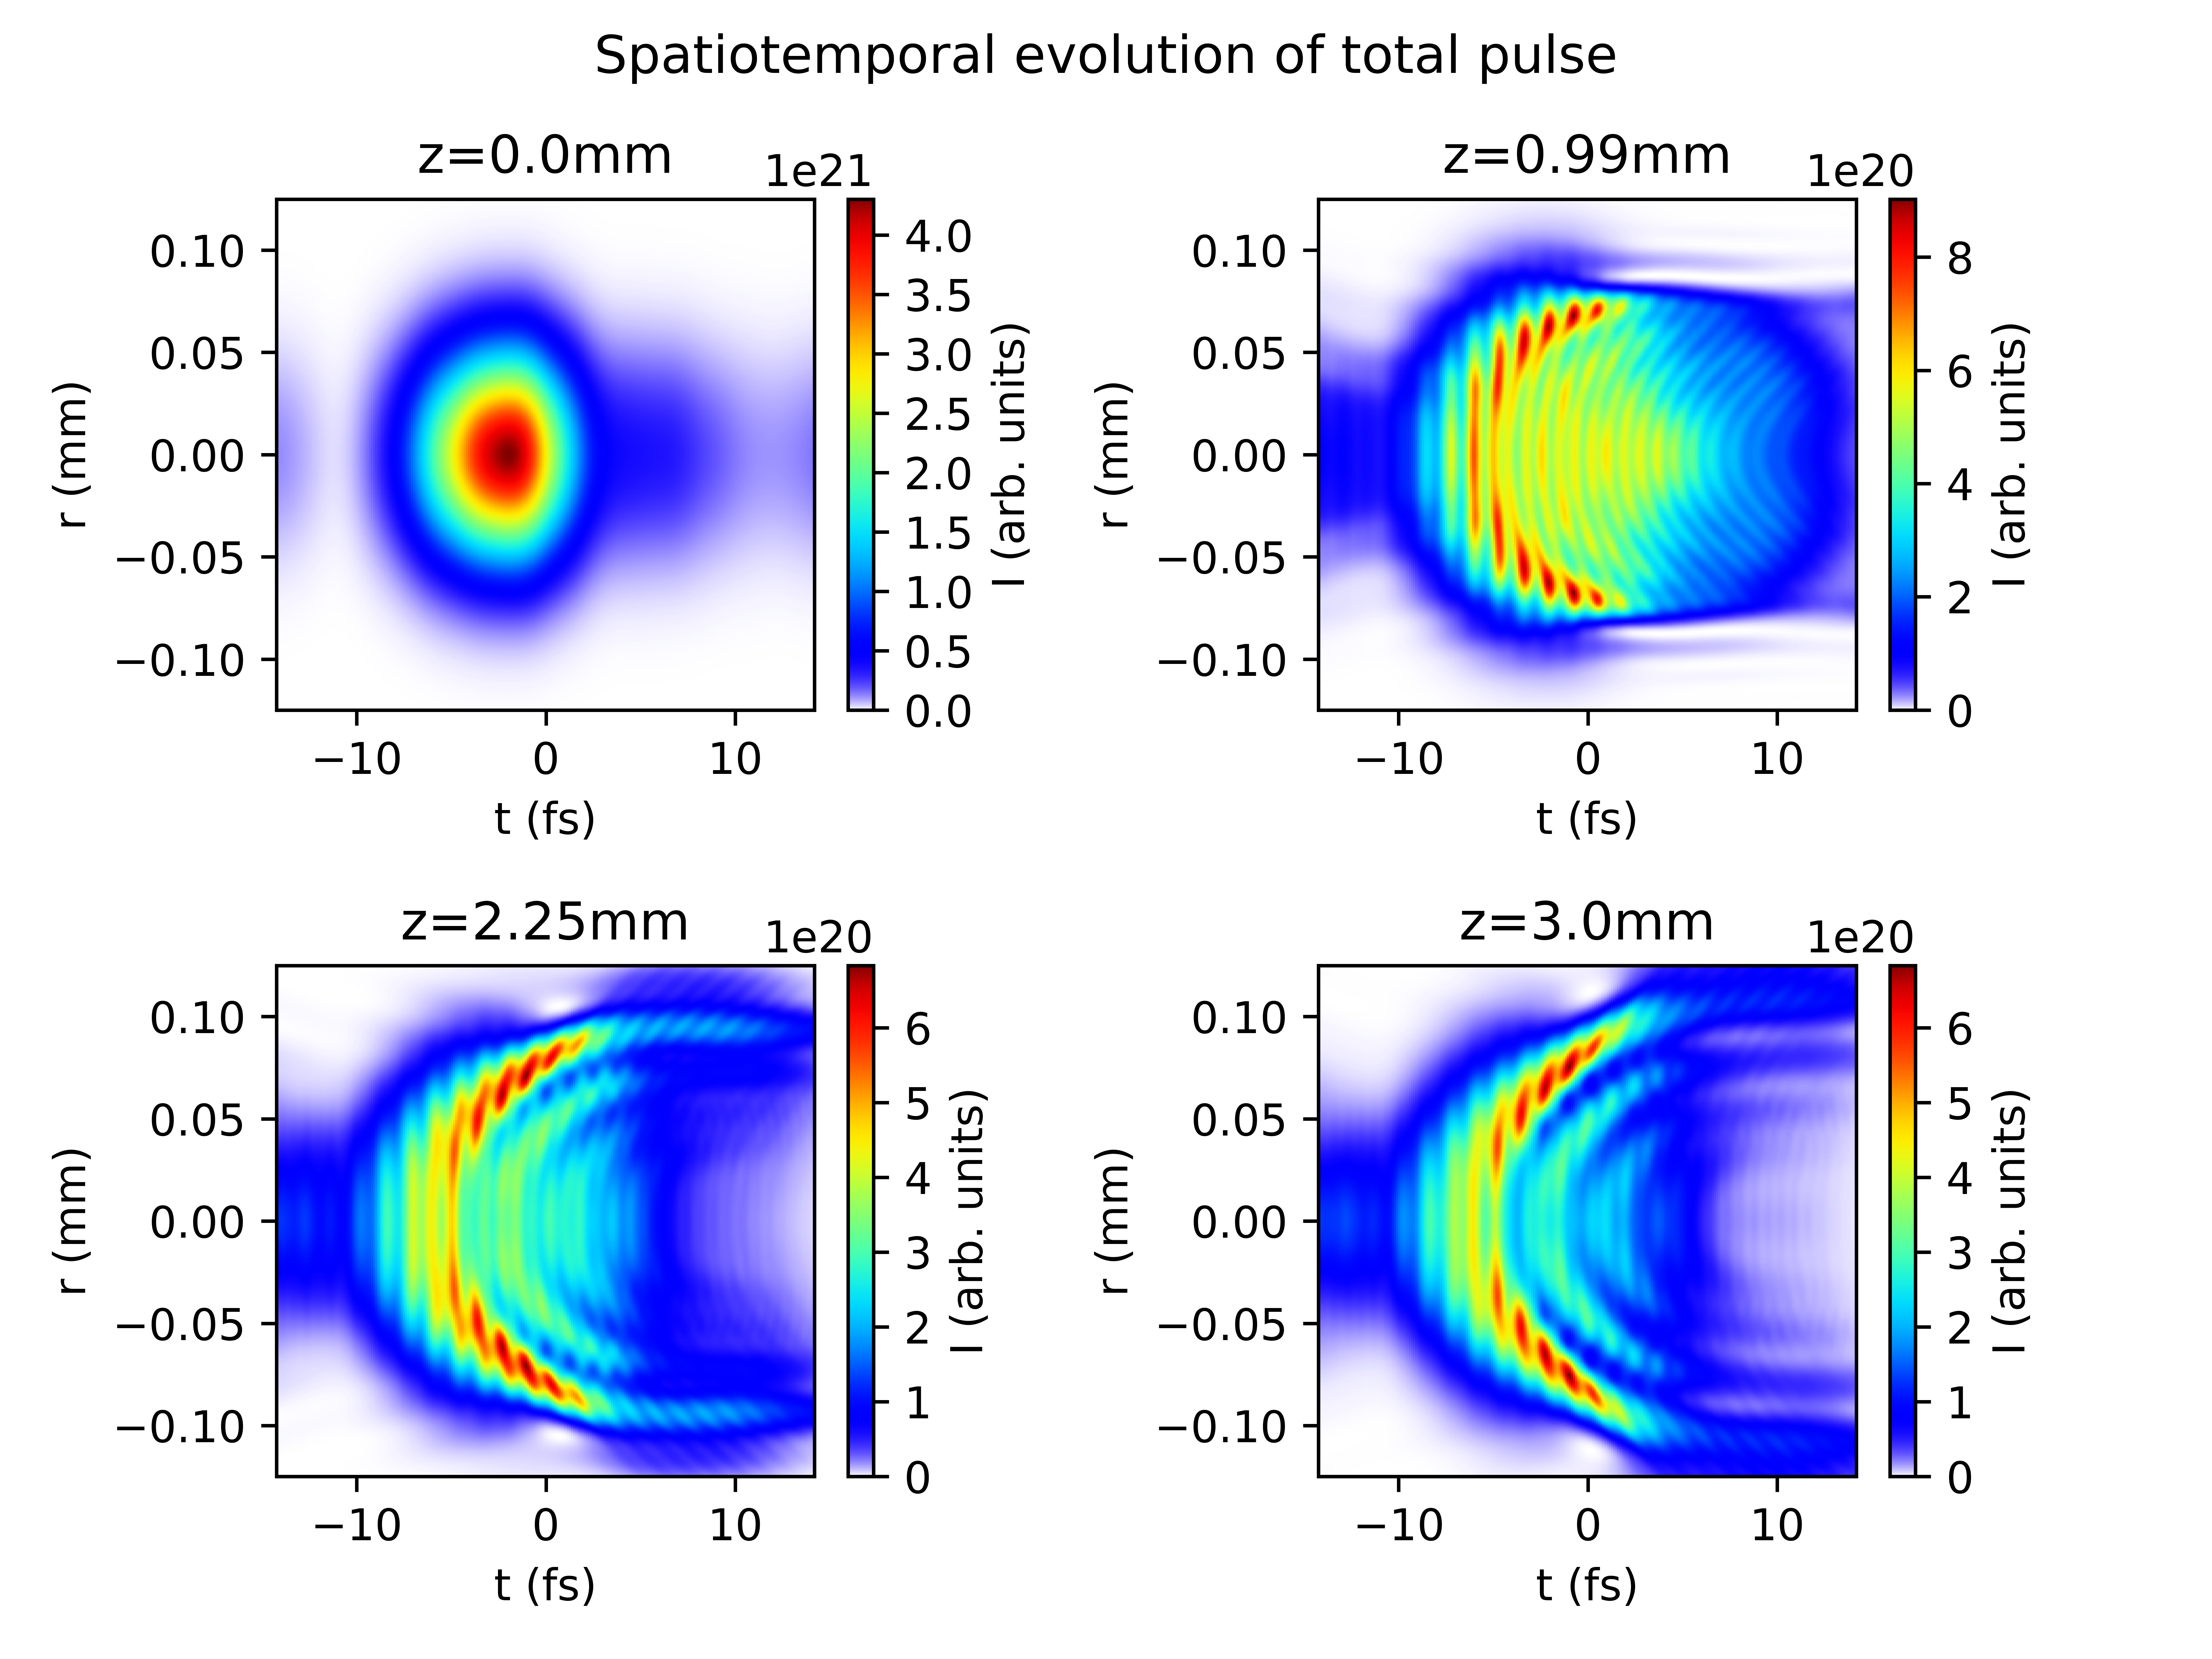 Spatiotemporal evolution of total pulse
z=0.0mm
1e21
0.10
0.05
0.00
−0.05
−0.10
r (mm)
−10
0
10
t (fs)
4.0
3.5
3.0
2.5
2.0
1.5
1.0
0.5
0.0
I (arb. units)
z=0.99mm
1e20
0.10
0.05
0.00
−0.05
−0.10
r (mm)
−10
0
10
t (fs)
8
6
4
2
0
I (arb. units)
z=2.25mm
1e20
0.10
0.05
0.00
−0.05
−0.10
r (mm)
−10
0
10
t (fs)
6
5
4
3
2
1
0
I (arb. units)
z=3.0mm
1e20
0.10
0.05
0.00
−0.05
−0.10
r (mm)
−10
0
10
t (fs)
6
5
4
3
2
1
0
I (arb. units)